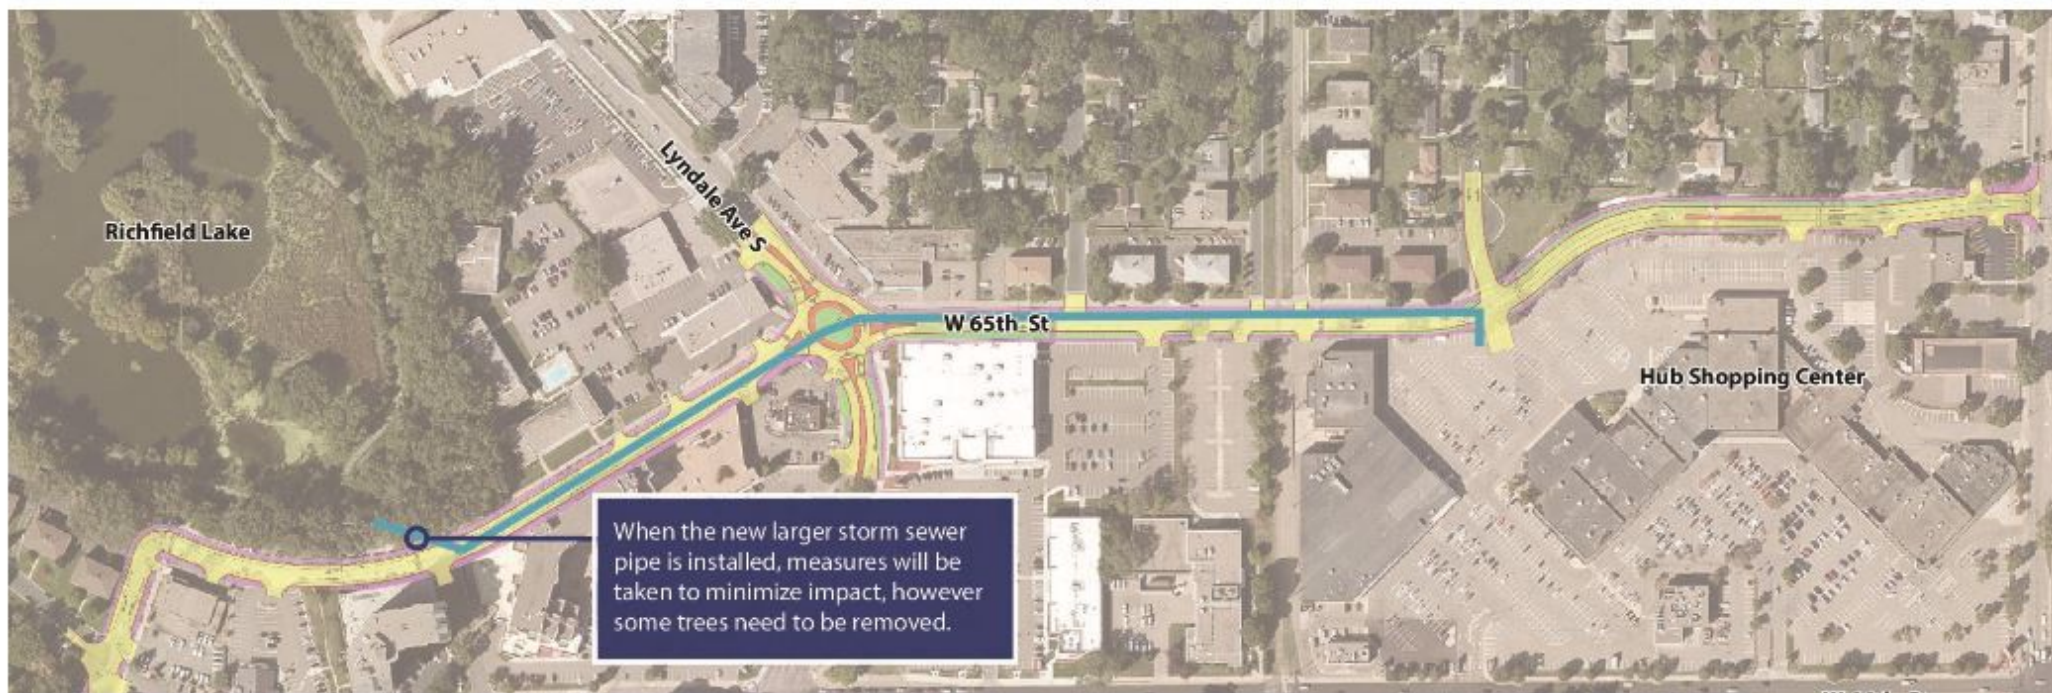 Lyndale Ave S
Richfield Lake
W 65th St
Hub Shopping Center
When the new larger storm sewer
pipe is installed, measures will be
taken to minimize impact, however
some trees need to be removed.